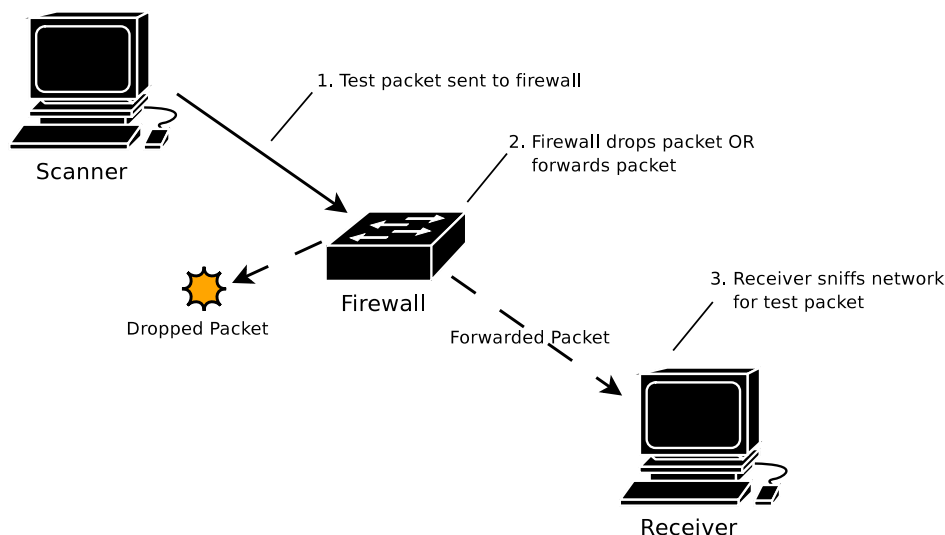 1. Test packet sent to firewall
Scanner
2. Firewall drops packet OR
forwards packet
Firewall
Dropped Packet
3. Receiver sniffs network
for test packet
Forwarded Packet
Receiver